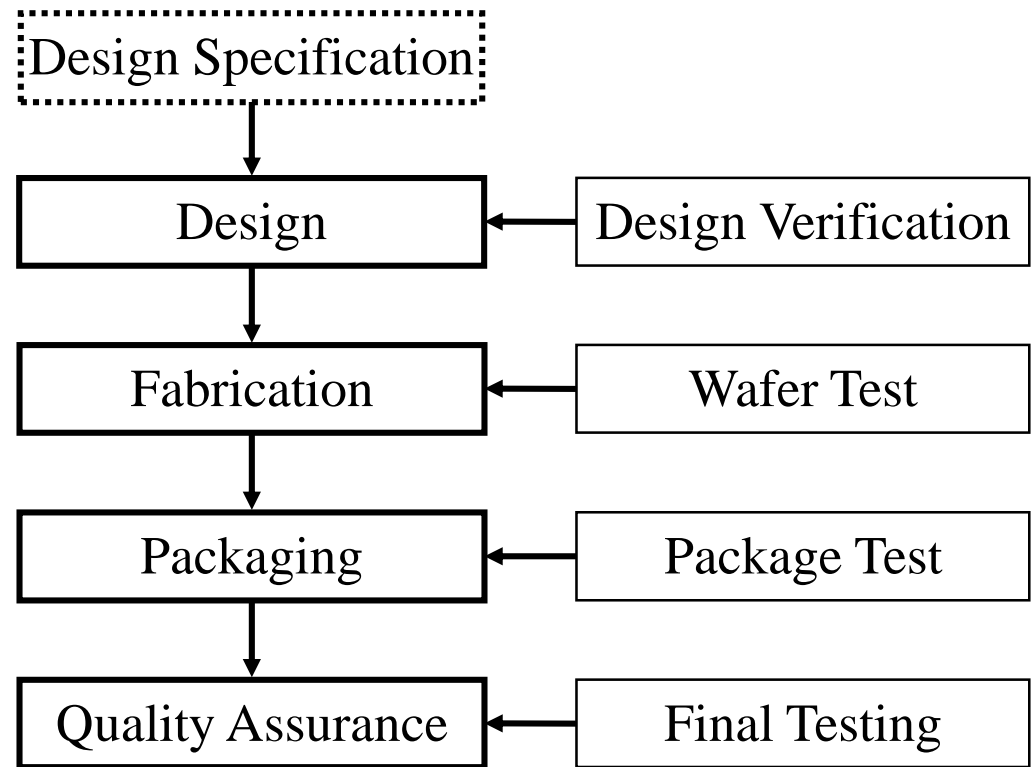 Design Specification
Design
Design Verification
Fabrication
Wafer Test
Packaging
Package Test
Quality Assurance
Final Testing